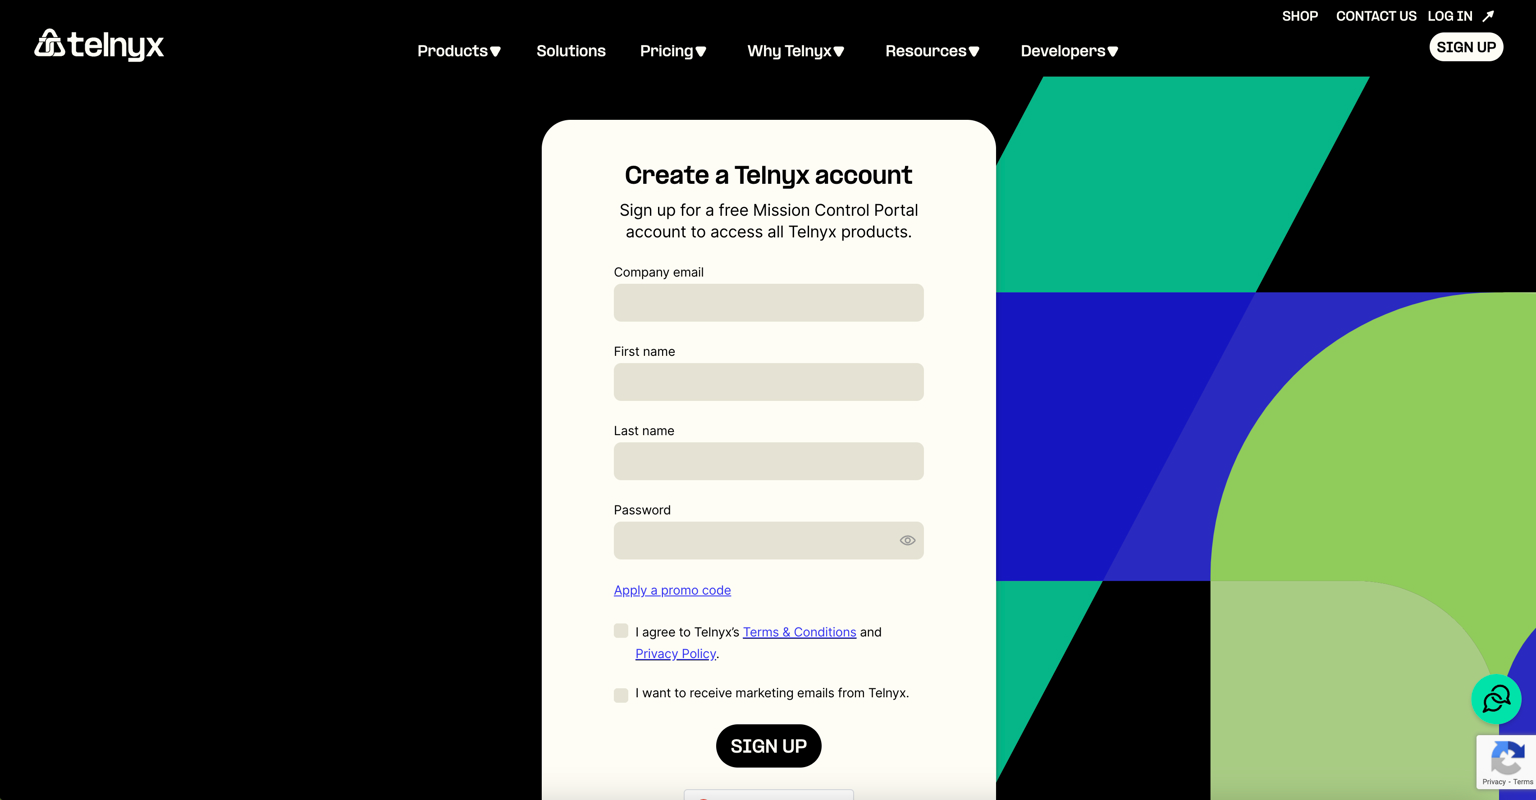 SHOP CONTACT US LOG IN
telnyx
Products Solutions Pricing Why Telnyx Resources Developers
SIGN UP
Create a Telnyx account
Sign up for a free Mission Control Portal
account to access all Telnyx products.
Company email
First name
Last name
Password
Apply a promo code
I agree to Telnyx’s Terms & Conditions and
Privacy Policy.
I want to receive marketing emails from Telnyx.
SIGN UP
Privacy - Terms